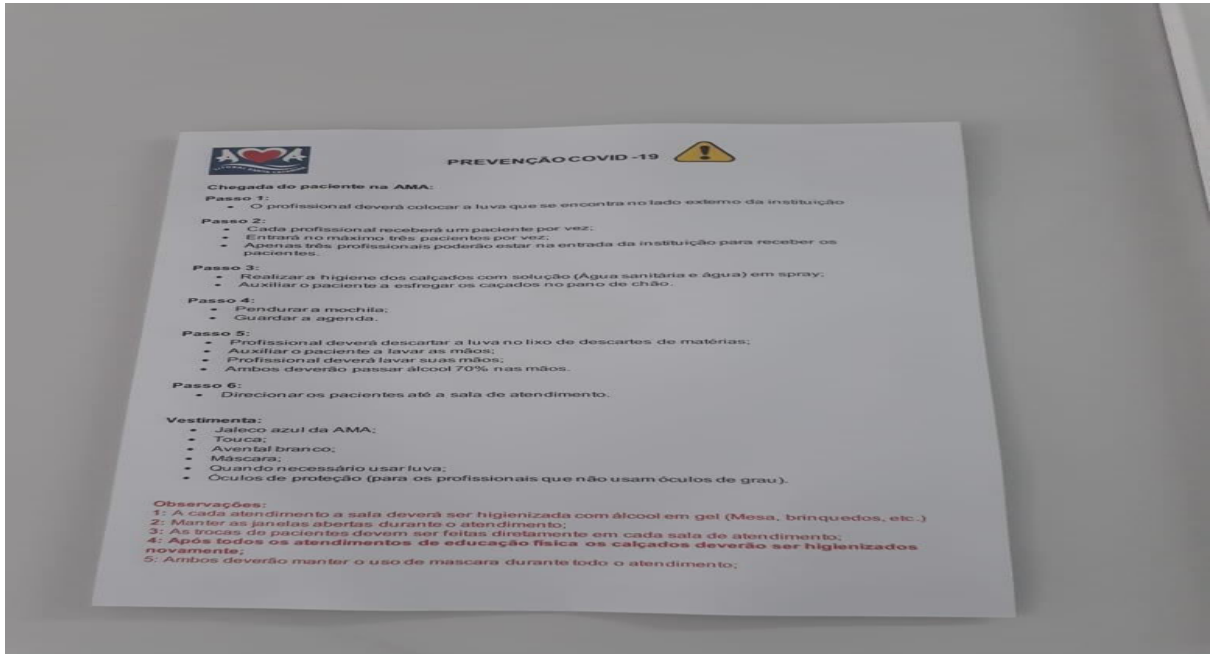 AMA
PREVENÇÃO COVID -19
Chegada do paciente na AMA:
Passo 1:
• O profissional deverá colocar a luva que se encontra no lado externo da instituição
Passo 2:
• Cada profissional receberá um paciente por vez;
• Entrará no máximo três pacientes por vez;
• Apenas três profissionais poderão estar na entrada da instituição para receber os
pacientes.
Passo 3:
• Realizar a higiene dos calçados com solução (Água sanitária e água) em spray;
• Auxiliar o paciente a esfregar os caçados no pano de chão.
Passo 4:
• Pendurar a mochila;
• Guardar a agenda.
Passo 5:
• Profissional deverá descartar a luva no lixo de descartes de matérias;
• Auxiliar o paciente a lavar as mãos;
• Profissional deverá lavar suas mãos;
• Ambos deverão passar álcool 70% nas mãos.
Passo 6:
• Direcionar os pacientes até a sala de atendimento.
Vestimenta:
• Jaleco azul da AMA;
• Touca;
• Avental branco;
• Máscara;
• Quando necessário usar luva;
• Óculos de proteção (para os profissionais que não usam óculos de grau).
Observações:
1: A cada atendimento a sala deverá ser higienizada com álcool em gel (Mesa, brinquedos, etc.)
2: Manter as janelas abertas durante o atendimento;
3: As trocas de pacientes devem ser feitas diretamente em cada sala de atendimento;
4: Após todos os atendimentos de educação física os calçados deverão ser higienizados
novamente;
5: Ambos deverão manter o uso de mascara durante todo o atendimento;